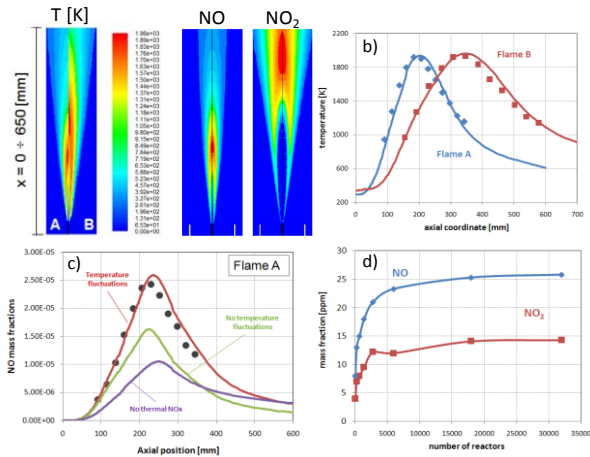 T [K]
NO
NO2
x = 0 ÷ 650 [mm]
A
B
1.96e+03
1.89e+03
1.83e+03
1.76e+03
1.70e+03
1.63e+03
1.57e+03
1.50e+03
1.44e+03
1.37e+03
1.31e+03
1.24e+03
1.18e+03
1.11e+03
1.05e+03
9.80e+02
9.14e+02
8.49e+02
7.84e+02
7.18e+02
6.53e+02
5.88e+02
5.22e+02
4.57e+02
3.92e+02
3.27e+02
2.61e+02
1.96e+02
1.31e+02
6.53e+01
0.00e+00
b)
Flame B
Flame A
temperature [K]
2200
1800
1400
1000
600
200
0 100 200 300 400 500 600 700
axial coordinate [mm]
c)
Flame A
Temperature
fluctuations
No temperature
fluctuations
No thermal NOx
NO mass fractions
3.00E-05
2.50E-05
2.00E-05
1.50E-05
1.00E-05
5.00E-06
0.00E+00
0 100 200 300 400 500 600
Axial position [mm]
d)
NO
NO2
mass fraction [ppm]
30
25
20
15
10
5
0
0 5000 10000 15000 20000 25000 30000 35000
number of reactors